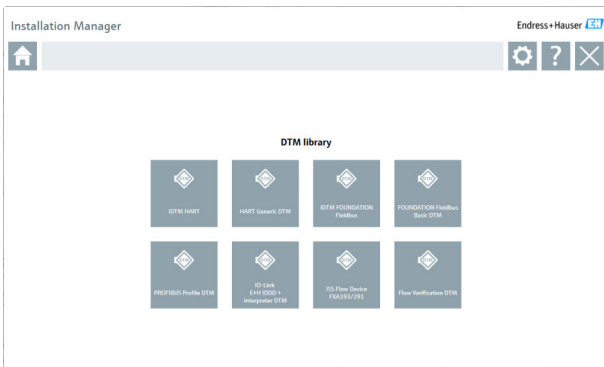 Installation Manager
Endress+Hauser EH
?
DTM library
iDTM HART
HART Generic DTM
iDTM FOUNDATION
Fieldbus
FOUNDATION Fieldbus
Basic DTM
PROFIBUS Profile DTM
IO-Link
E+H IODD +
Interpreter DTM
ISS Flow Device
FXA193/291
Flow Verification DTM